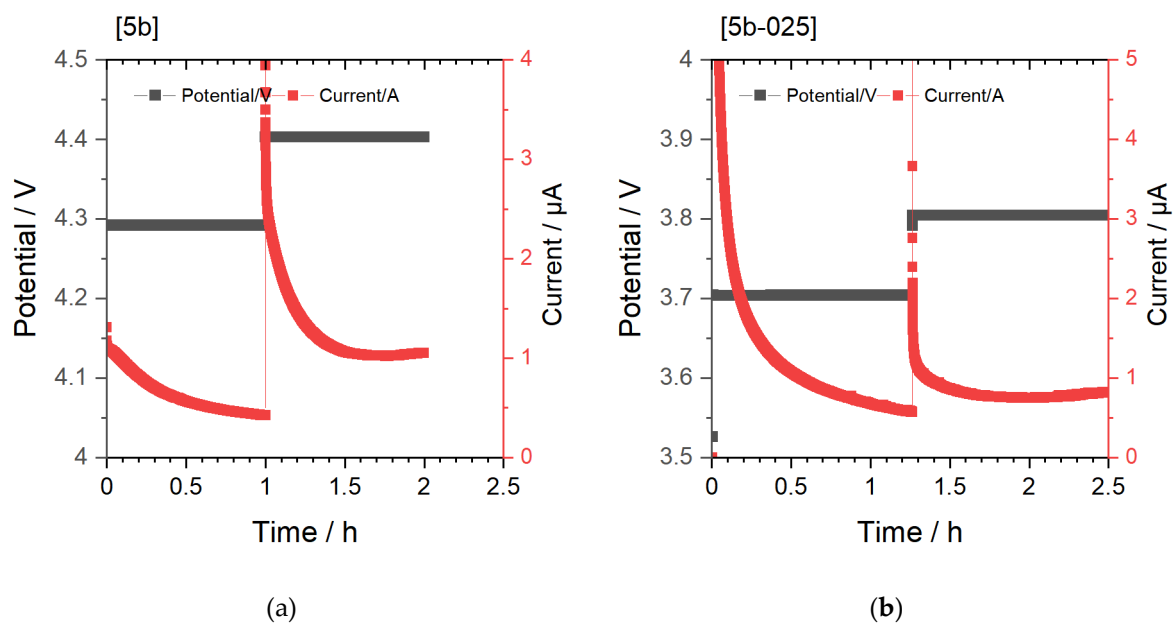 [5b]
Potential / V
4.5
4.4
4.3
4.2
4.1
4
Potential/V
Current/A
4
3
2
1
0
Current / µA
0 0.5 1 1.5 2 2.5
Time / h
(a)
[5b-025]
Potential / V
4
3.9
3.8
3.7
3.6
3.5
Potential/V
Current/A
5
4
3
2
1
0
Current / µA
0 0.5 1 1.5 2 2.5
Time / h
(b)